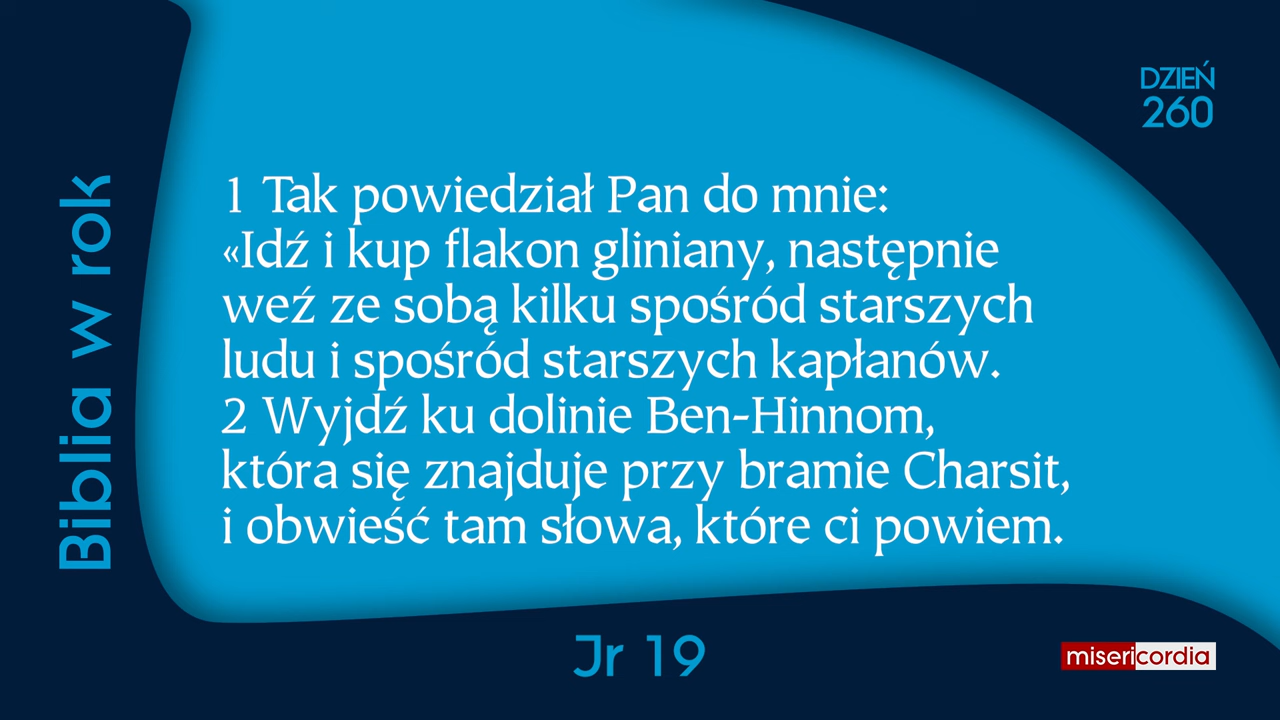 DZIEŃ
260
Biblia w rok
1 Tak powiedział Pan do mnie:
«Idź i kup flakon gliniany, następnie
weź ze sobą kilku spośród starszych
ludu i spośród starszych kapłanów.
2 Wyjdź ku dolinie Ben-Hinnom,
która się znajduje przy bramie Charsit,
i obwieść tam słowa, które ci powiem.
Jr 19
misericordia